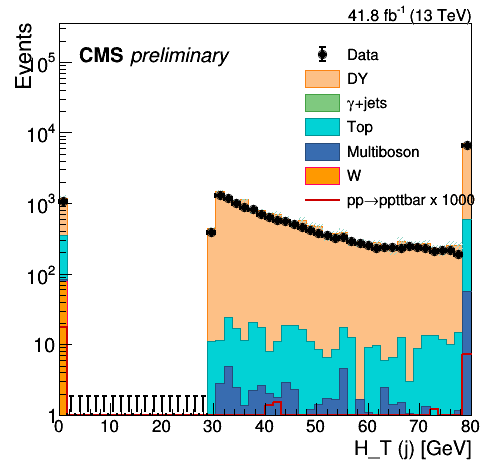 41.8 fb⁻¹ (13 TeV)
Events
CMS preliminary
Data
DY
γ+jets
Top
Multiboson
W
pp→ppttbar x 1000
10⁵
10⁴
10³
10²
10
1
0 10 20 30 40 50 60 70 80
H_T (j) [GeV]